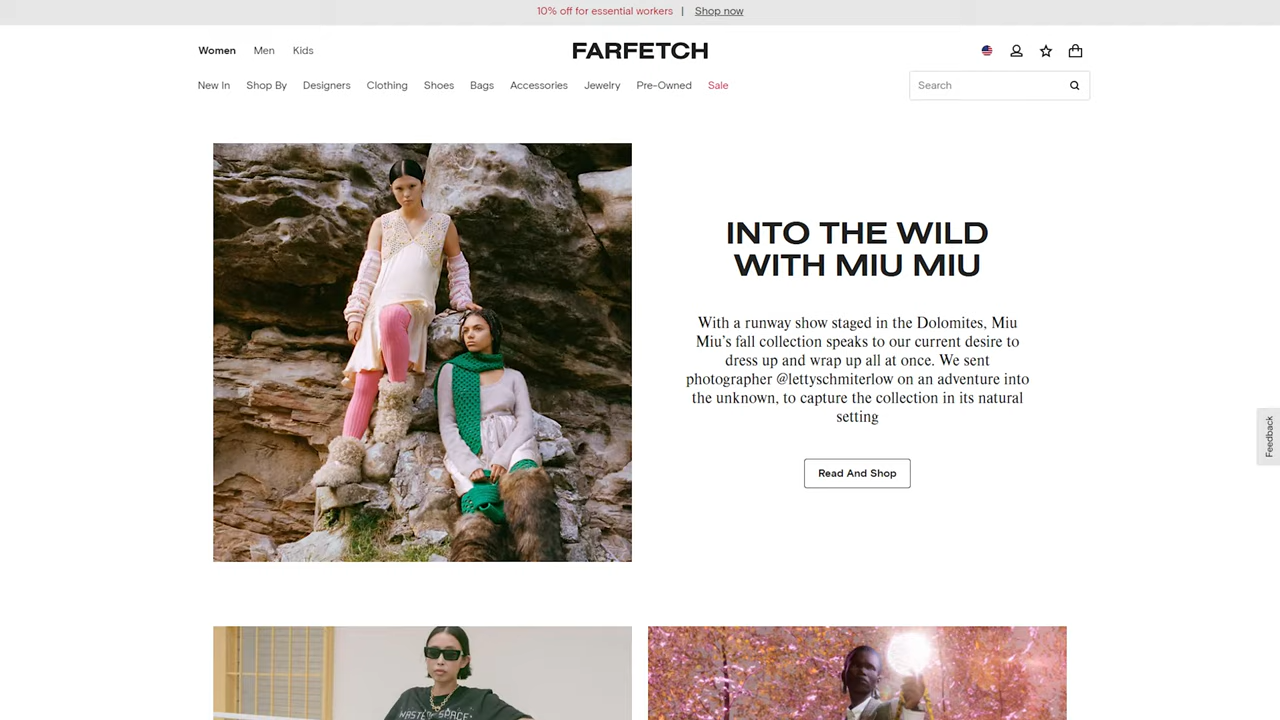 10% off for essential workers | Shop now
Women Men Kids
FARFETCH
New In Shop By Designers Clothing Shoes Bags Accessories Jewelry Pre-Owned Sale
Search
INTO THE WILD
WITH MIU MIU
With a runway show staged in the Dolomites, Miu
Miu's fall collection speaks to our current desire to
dress up and wrap up all at once. We sent
photographer @lettyschmiterlow on an adventure into
the unknown, to capture the collection in its natural
setting
Read And Shop
Feedback
MASTER SPACE